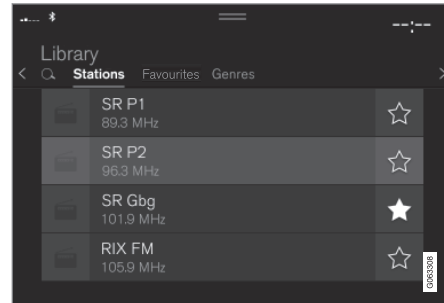 --:--
Library
Stations Favourites Genres
SR P1
89.3 MHz
SR P2
96.3 MHz
SR Gbg
101.9 MHz
RIX FM
105.9 MHz
G063308